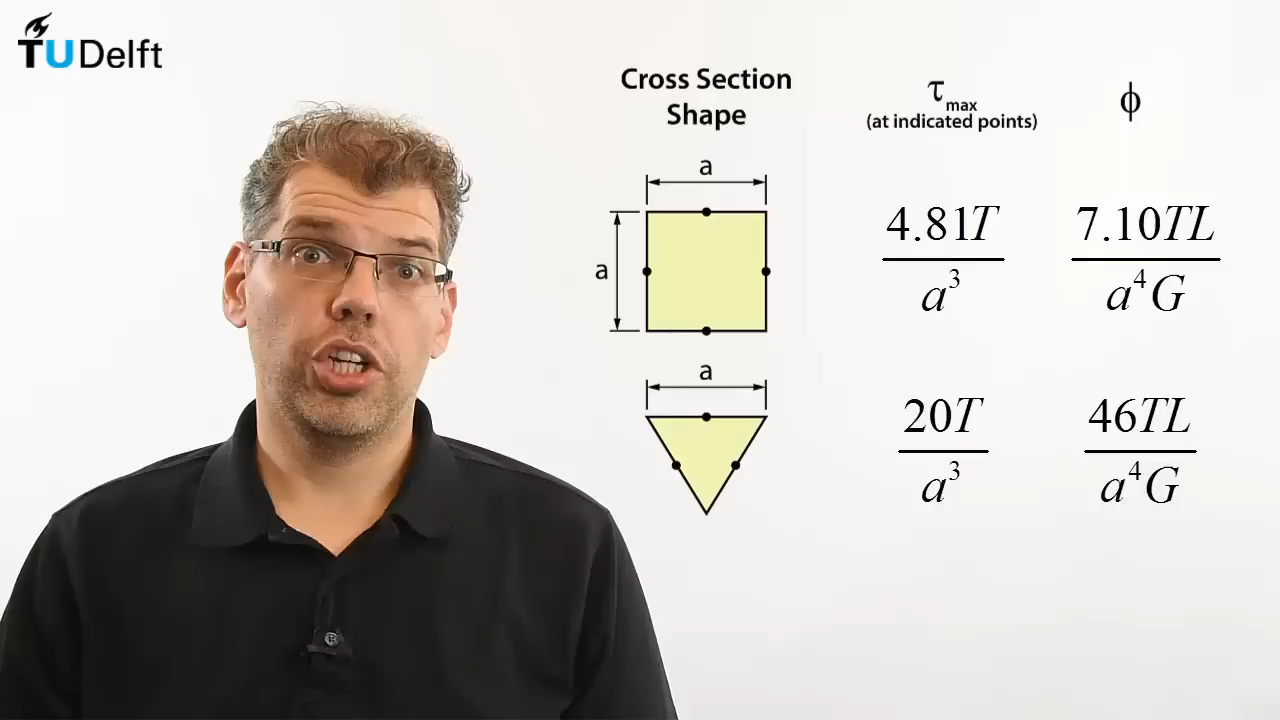 TUDelft
Cross Section
Shape
τmax
(at indicated points)
ϕ
a
a
4.81T
a³
7.10TL
a⁴G
a
20T
a³
46TL
a⁴G